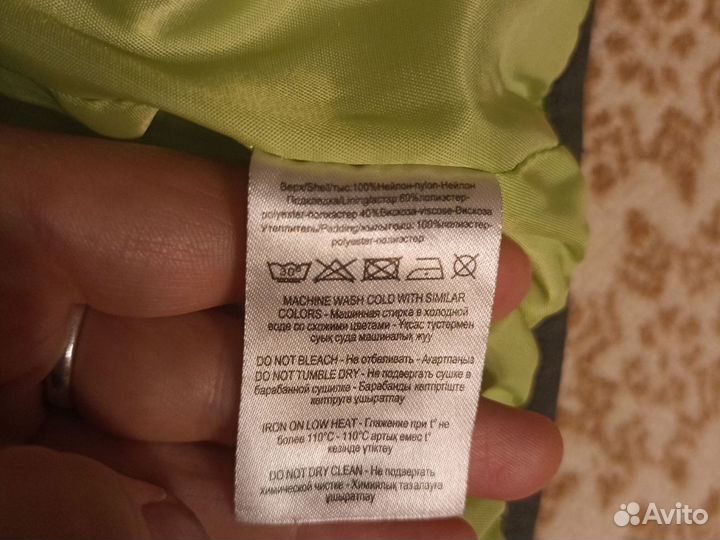 Верх/Shell/тыс:100%Нейлон-nylon-Нейлон
Подкладка/Lining/астар:60%полиэстер-
polyester-полиэстер 40%Вискоза-viscose-Вискоза
Утеплитель/Padding/жылытқыш: 100%полиэстер-
polyester-полиэстер
30°
MACHINE WASH COLD WITH SIMILAR
COLORS - Машинная стирка в холодной
воде со схожими цветами - Ұқсас түстермен
суық суда машиналық жуу
DO NOT BLEACH - Не отбеливать - Ағартпаңыз
DO NOT TUMBLE DRY - Не подвергать сушке в
барабанной сушилке - Барабанды кептіргіште
кептіруге ұшыратпау
IRON ON LOW HEAT - Глажение при t° не
более 110°C - 110°C артық емес t°
кезінде үтіктеу
DO NOT DRY CLEAN - Не подвергать
химической чистке - Химиялық тазалауға
ұшыратпау
Avito